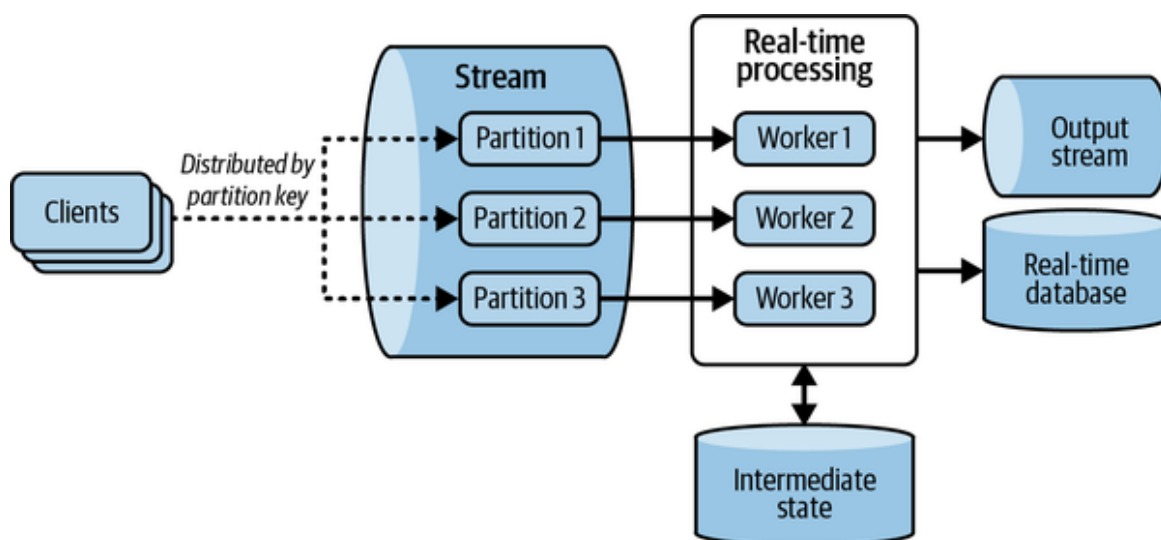 Clients
Distributed by
partition key
Stream
Partition 1
Partition 2
Partition 3
Real-time
processing
Worker 1
Worker 2
Worker 3
Output
stream
Real-time
database
Intermediate
state